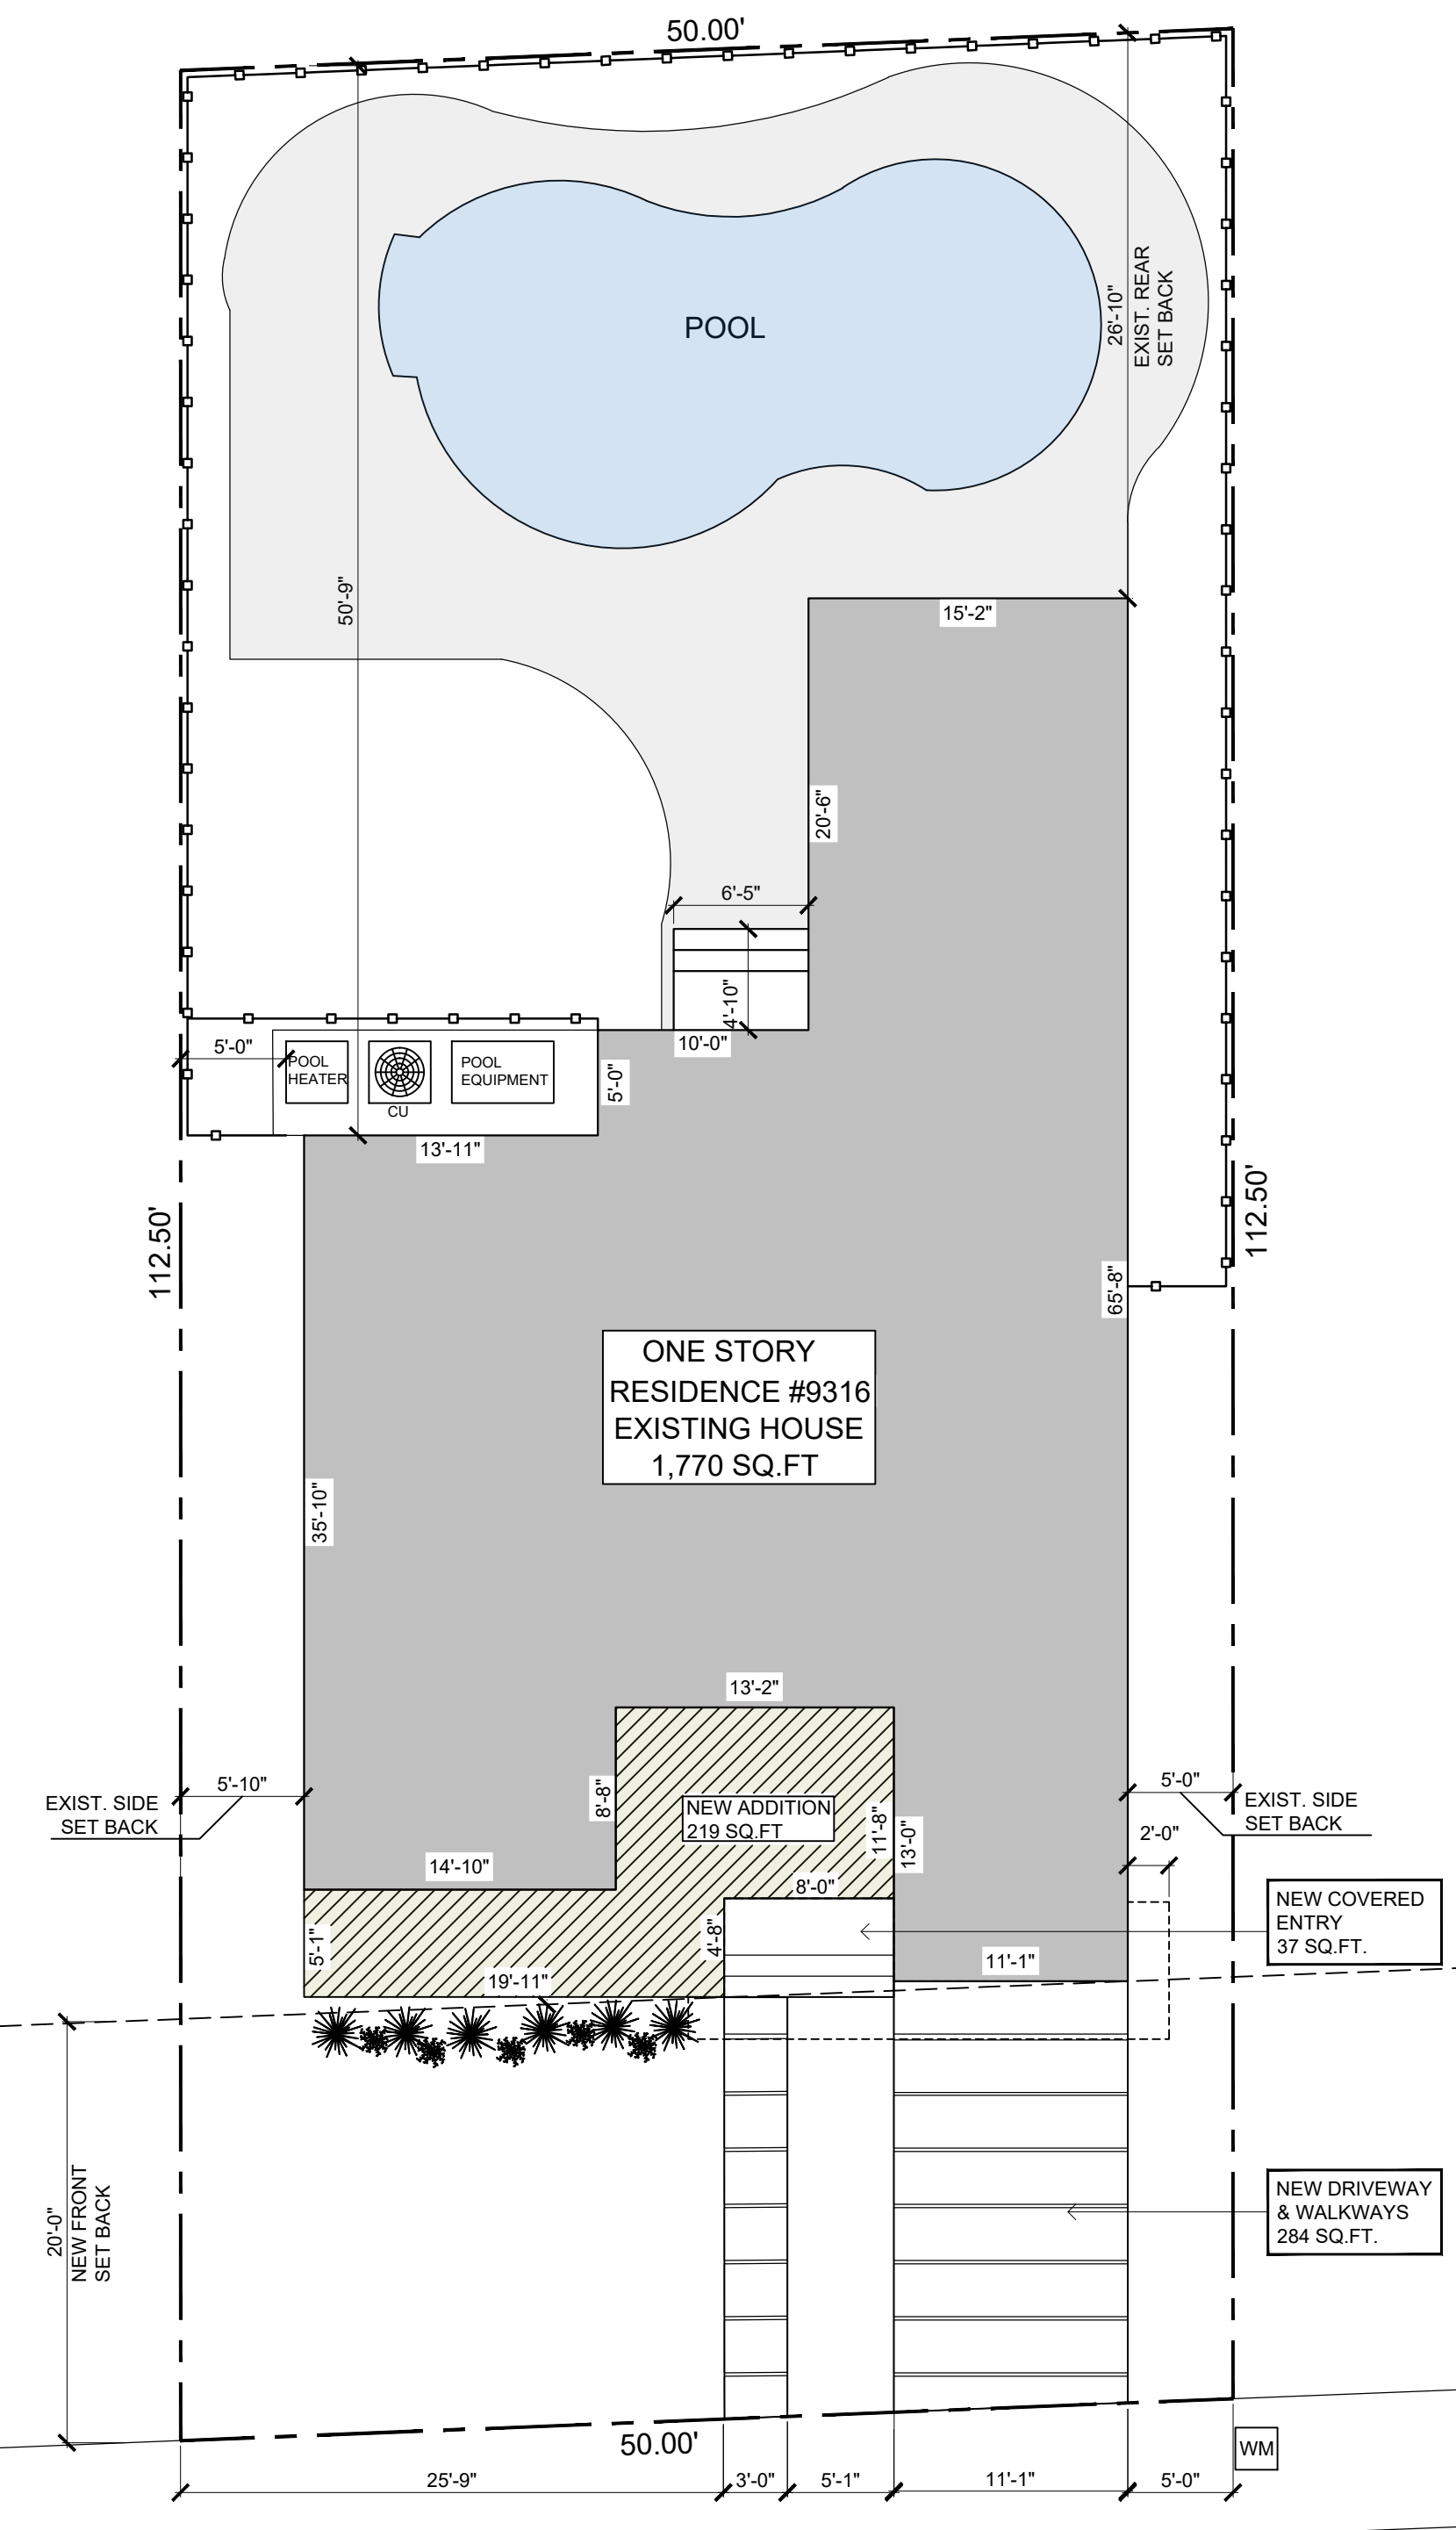 50.00'
POOL
26'-10"
EXIST. REAR
SET BACK
50'-9"
15'-2"
20'-6"
6'-5"
4'-10"
10'-0"
5'-0"
POOL
HEATER
CU
POOL
EQUIPMENT
5'-0"
13'-11"
112.50'
112.50'
65'-8"
ONE STORY
RESIDENCE #9316
EXISTING HOUSE
1,770 SQ.FT
35'-10"
13'-2"
5'-10"
EXIST. SIDE
SET BACK
8'-8"
NEW ADDITION
219 SQ.FT
11'-8"
13'-0"
5'-0"
EXIST. SIDE
SET BACK
2'-0"
14'-10"
8'-0"
NEW COVERED
ENTRY
37 SQ.FT.
5'-1"
4'-8"
19'-11"
11'-1"
20'-0"
NEW FRONT
SET BACK
NEW DRIVEWAY
& WALKWAYS
284 SQ.FT.
50.00'
WM
25'-9"
3'-0"
5'-1"
11'-1"
5'-0"